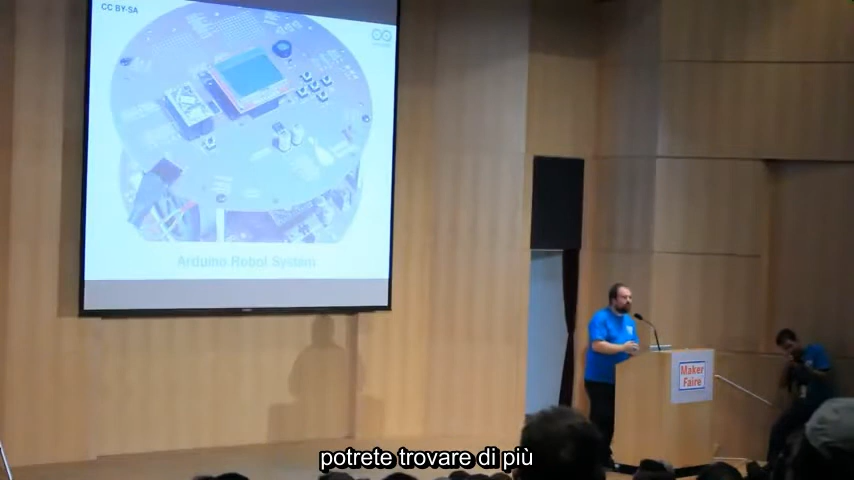 CC BY-SA
Arduino Robot System
Maker
Faire
potrete trovare di più